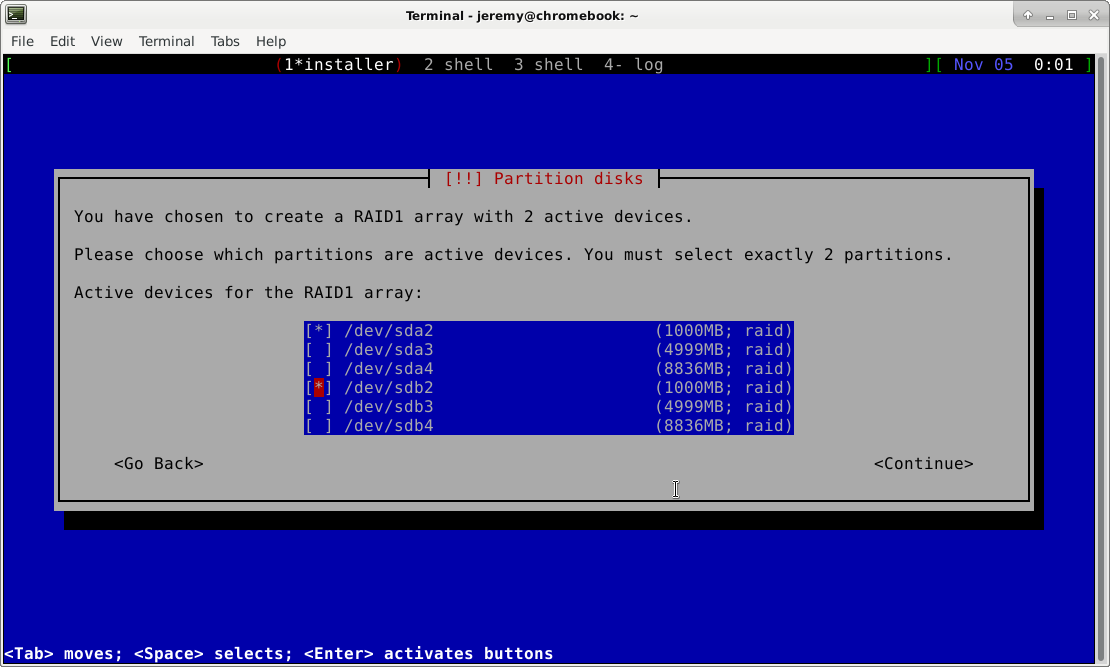 Terminal - jeremy@chromebook: ~
File Edit View Terminal Tabs Help
[ (1*installer) 2 shell 3 shell 4- log ][ Nov 05 0:01 ]
[!!] Partition disks
You have chosen to create a RAID1 array with 2 active devices.
Please choose which partitions are active devices. You must select exactly 2 partitions.
Active devices for the RAID1 array:
[*] /dev/sda2 (1000MB; raid)
[ ] /dev/sda3 (4999MB; raid)
[ ] /dev/sda4 (8836MB; raid)
[*] /dev/sdb2 (1000MB; raid)
[ ] /dev/sdb3 (4999MB; raid)
[ ] /dev/sdb4 (8836MB; raid)
<Go Back> <Continue>
<Tab> moves; <Space> selects; <Enter> activates buttons